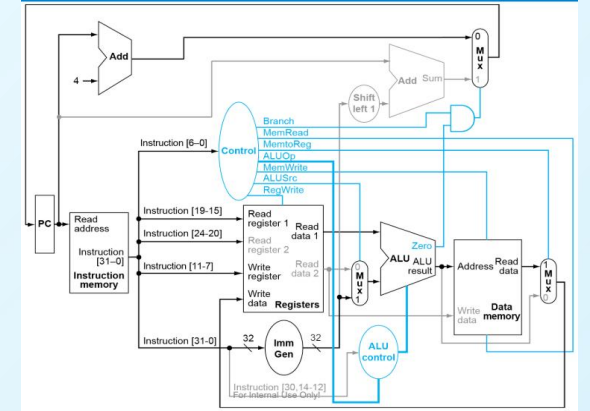 Add
4
0
Mux
1
Add Sum
Shift
left 1
Branch
MemRead
MemtoReg
ALUOp
MemWrite
ALUSrc
RegWrite
Control
Instruction [6–0]
PC
Read
address
Instruction
[31–0]
Instruction
memory
Instruction [19-15]
Instruction [24-20]
Instruction [11-7]
Instruction [31-0]
Read
register 1
Read
register 2
Write
register
Write
data
Registers
Read
data 1
Read
data 2
0
Mux
1
Zero
ALU
ALU
result
Address
Read
data
Write
data
Data
memory
1
Mux
0
32
Imm
Gen
32
ALU
control
Instruction [30,14-12]
For Internal Use Only!